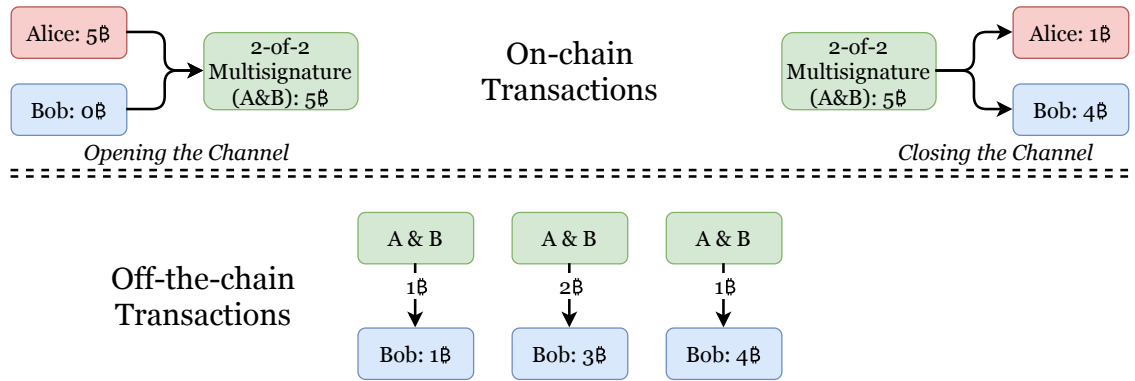 Alice: 5₿
Bob: 0₿
2-of-2
Multisignature
(A&B): 5₿
Opening the Channel
On-chain
Transactions
2-of-2
Multisignature
(A&B): 5₿
Alice: 1₿
Bob: 4₿
Closing the Channel
Off-the-chain
Transactions
A & B
1₿
Bob: 1₿
A & B
2₿
Bob: 3₿
A & B
1₿
Bob: 4₿